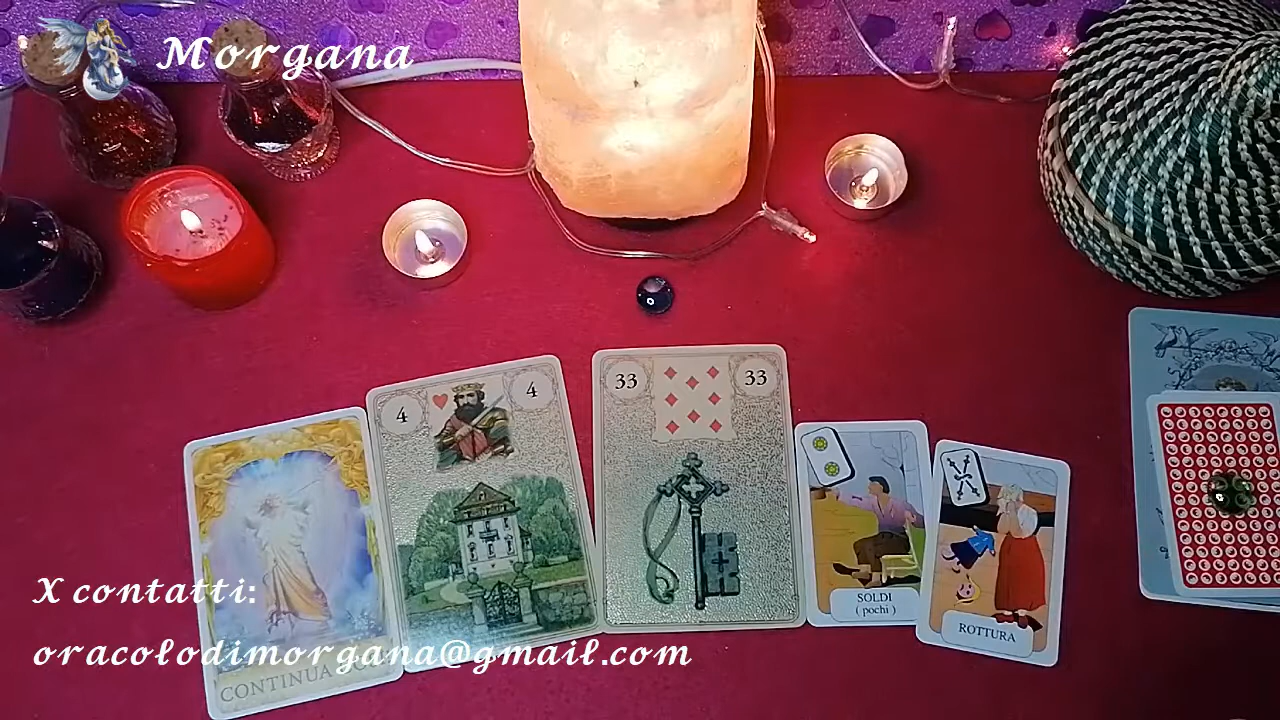 Morgana
4 4
33 33
SOLDI
( pochi )
ROTTURA
X contatti:
oracolodimorgana@gmail.com
CONTINUA